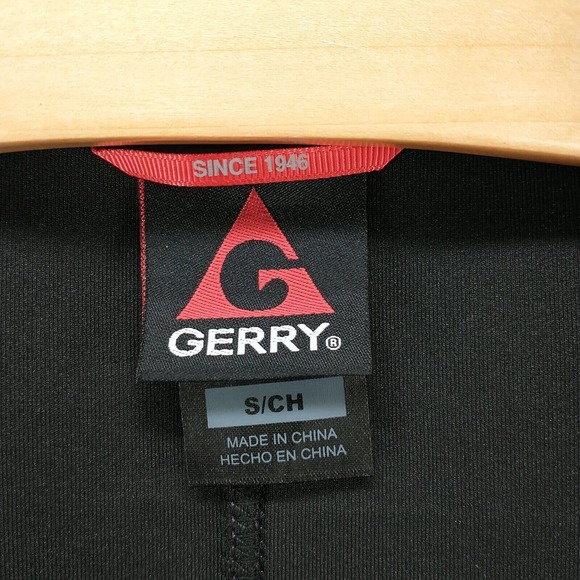 SINCE 1946
G
GERRY®
S/CH
MADE IN CHINA
HECHO EN CHINA